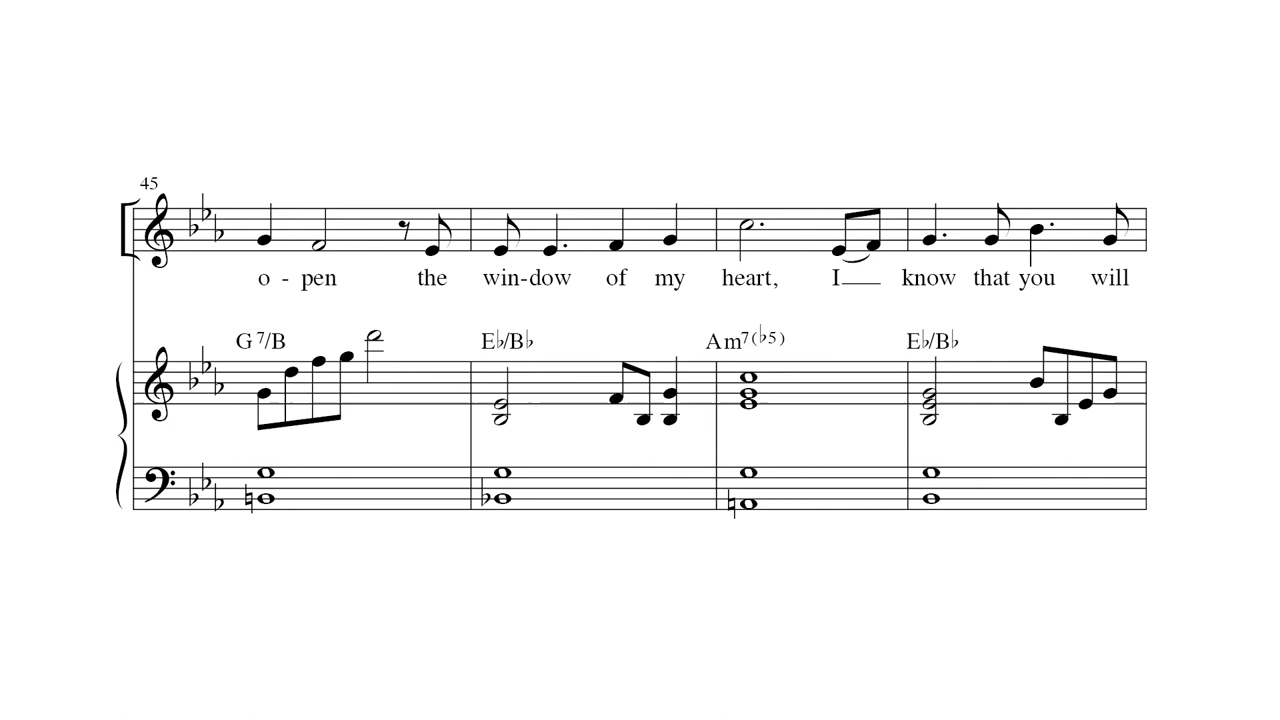 45
o - pen the win-dow of my heart, I know that you will
G7/B E♭/B♭ Am7(♭5) E♭/B♭